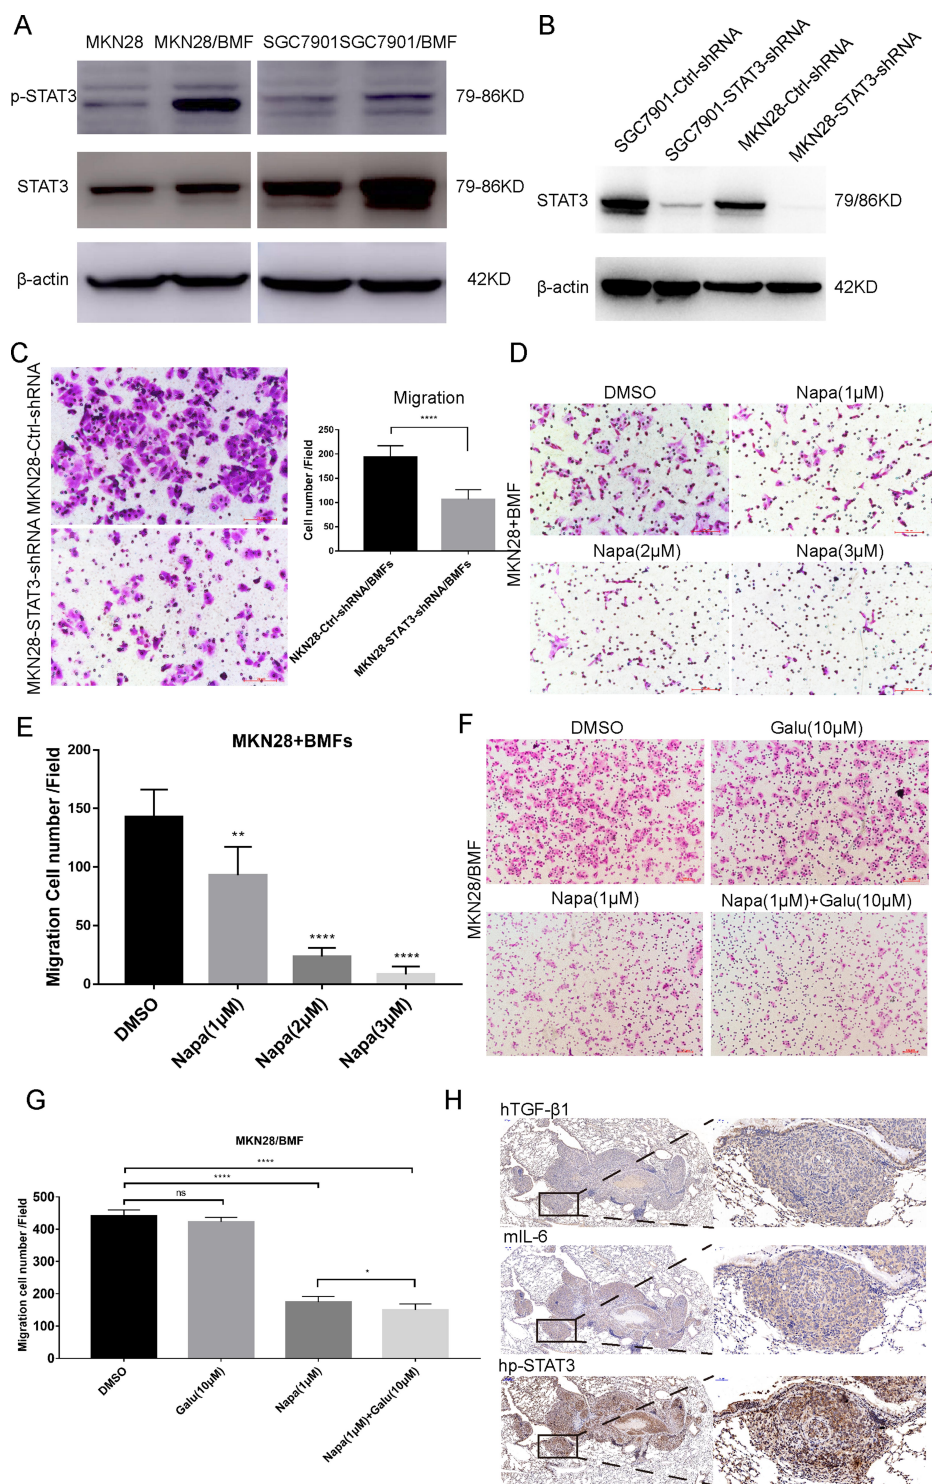 A
MKN28 MKN28/BMF SGC7901SGC7901/BMF
p-STAT3 79-86KD
STAT3 79-86KD
β-actin 42KD
B
SGC7901-Ctrl-shRNA
SGC7901-STAT3-shRNA
MKN28-Ctrl-shRNA
MKN28-STAT3-shRNA
STAT3 79/86KD
β-actin 42KD
C
MKN28-STAT3-shRNA MKN28-Ctrl-shRNA
Migration
****
Cell number /Field
250
200
150
100
50
0
NKN28-Ctrl-shRNA/BMFs
MKN28-STAT3-shRNA/BMFs
D
MKN28+BMF
DMSO Napa(1μM)
Napa(2μM) Napa(3μM)
E
MKN28+BMFs
Migration Cell number /Field
200
150
100
50
0
**
****
****
DMSO
Napa(1μM)
Napa(2μM)
Napa(3μM)
F
MKN28/BMF
DMSO Galu(10μM)
Napa(1μM) Napa(1μM)+Galu(10μM)
G
MKN28/BMF
****
****
ns
*
Migration cell number /Field
500
400
300
200
100
0
DMSO
Galu(10μM)
Napa(1μM)
Napa(1μM)+Galu(10μM)
H
hTGF-β1
mIL-6
hp-STAT3